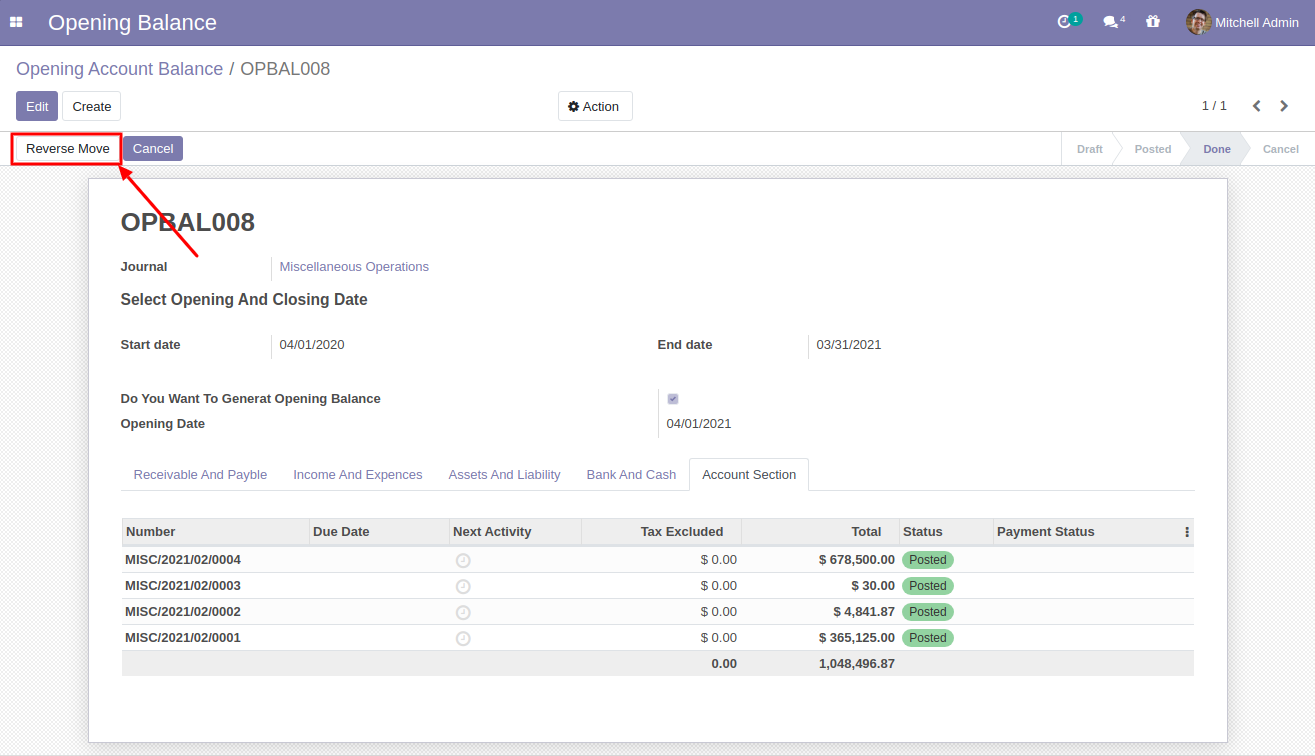 Opening Balance 1 4 Mitchell Admin
Opening Account Balance / OPBAL008
Edit Create Action 1 / 1
Reverse Move Cancel Draft Posted Done Cancel
OPBAL008
Journal Miscellaneous Operations
Select Opening And Closing Date
Start date 04/01/2020 End date 03/31/2021
Do You Want To Generat Opening Balance
Opening Date 04/01/2021
Receivable And Payble Income And Expences Assets And Liability Bank And Cash Account Section
Number Due Date Next Activity Tax Excluded Total Status Payment Status
MISC/2021/02/0004 $ 0.00 $ 678,500.00 Posted
MISC/2021/02/0003 $ 0.00 $ 30.00 Posted
MISC/2021/02/0002 $ 0.00 $ 4,841.87 Posted
MISC/2021/02/0001 $ 0.00 $ 365,125.00 Posted
0.00 1,048,496.87